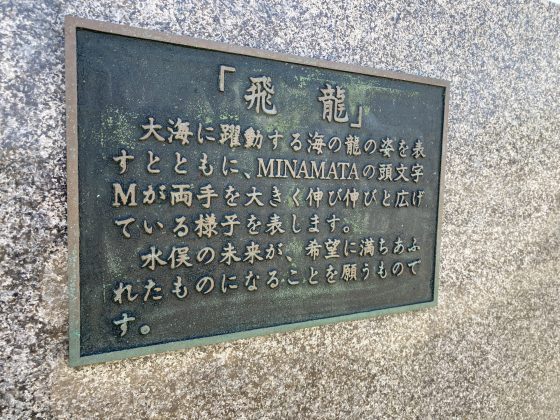 「飛 龍」
大海に躍動する海の龍の姿を表
すとともに、MINAMATAの頭文字
Mが両手を大きく伸び伸びと広げ
ている様子を表します。
水俣の未来が、希望に満ちあふ
れたものになることを願うもので
す。